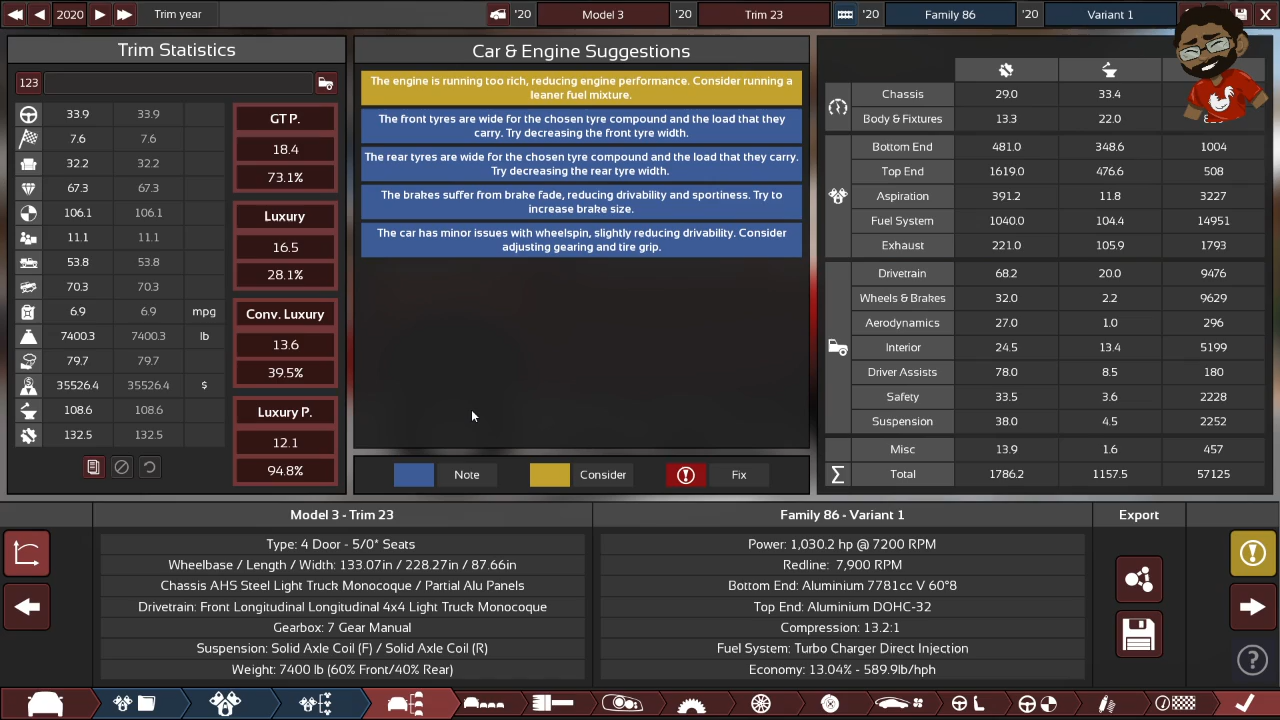 2020 Trim year '20 Model 3 '20 Trim 23 '20 Family 86 '20 Variant 1
Trim Statistics
123
33.9 33.9
7.6 7.6
32.2 32.2
67.3 67.3
106.1 106.1
11.1 11.1
53.8 53.8
70.3 70.3
6.9 6.9 mpg
7400.3 7400.3 lb
79.7 79.7
35526.4 35526.4 $
108.6 108.6
132.5 132.5
GT P.
18.4
73.1%
Luxury
16.5
28.1%
Conv. Luxury
13.6
39.5%
Luxury P.
12.1
94.8%
Car & Engine Suggestions
The engine is running too rich, reducing engine performance. Consider running a
leaner fuel mixture.
The front tyres are wide for the chosen tyre compound and the load that they
carry. Try decreasing the front tyre width.
The rear tyres are wide for the chosen tyre compound and the load that they carry.
Try decreasing the rear tyre width.
The brakes suffer from brake fade, reducing drivability and sportiness. Try to
increase brake size.
The car has minor issues with wheelspin, slightly reducing drivability. Consider
adjusting gearing and tire grip.
Note Consider Fix
Chassis 29.0 33.4
Body & Fixtures 13.3 22.0
Bottom End 481.0 348.6 1004
Top End 1619.0 476.6 508
Aspiration 391.2 11.8 3227
Fuel System 1040.0 104.4 14951
Exhaust 221.0 105.9 1793
Drivetrain 68.2 20.0 9476
Wheels & Brakes 32.0 2.2 9629
Aerodynamics 27.0 1.0 296
Interior 24.5 13.4 5199
Driver Assists 78.0 8.5 180
Safety 33.5 3.6 2228
Suspension 38.0 4.5 2252
Misc 13.9 1.6 457
Σ Total 1786.2 1157.5 57125
Model 3 - Trim 23
Type: 4 Door - 5/0* Seats
Wheelbase / Length / Width: 133.07in / 228.27in / 87.66in
Chassis AHS Steel Light Truck Monocoque / Partial Alu Panels
Drivetrain: Front Longitudinal Longitudinal 4x4 Light Truck Monocoque
Gearbox: 7 Gear Manual
Suspension: Solid Axle Coil (F) / Solid Axle Coil (R)
Weight: 7400 lb (60% Front/40% Rear)
Family 86 - Variant 1
Power: 1,030.2 hp @ 7200 RPM
Redline: 7,900 RPM
Bottom End: Aluminium 7781cc V 60°8
Top End: Aluminium DOHC-32
Compression: 13.2:1
Fuel System: Turbo Charger Direct Injection
Economy: 13.04% - 589.9lb/hph
Export